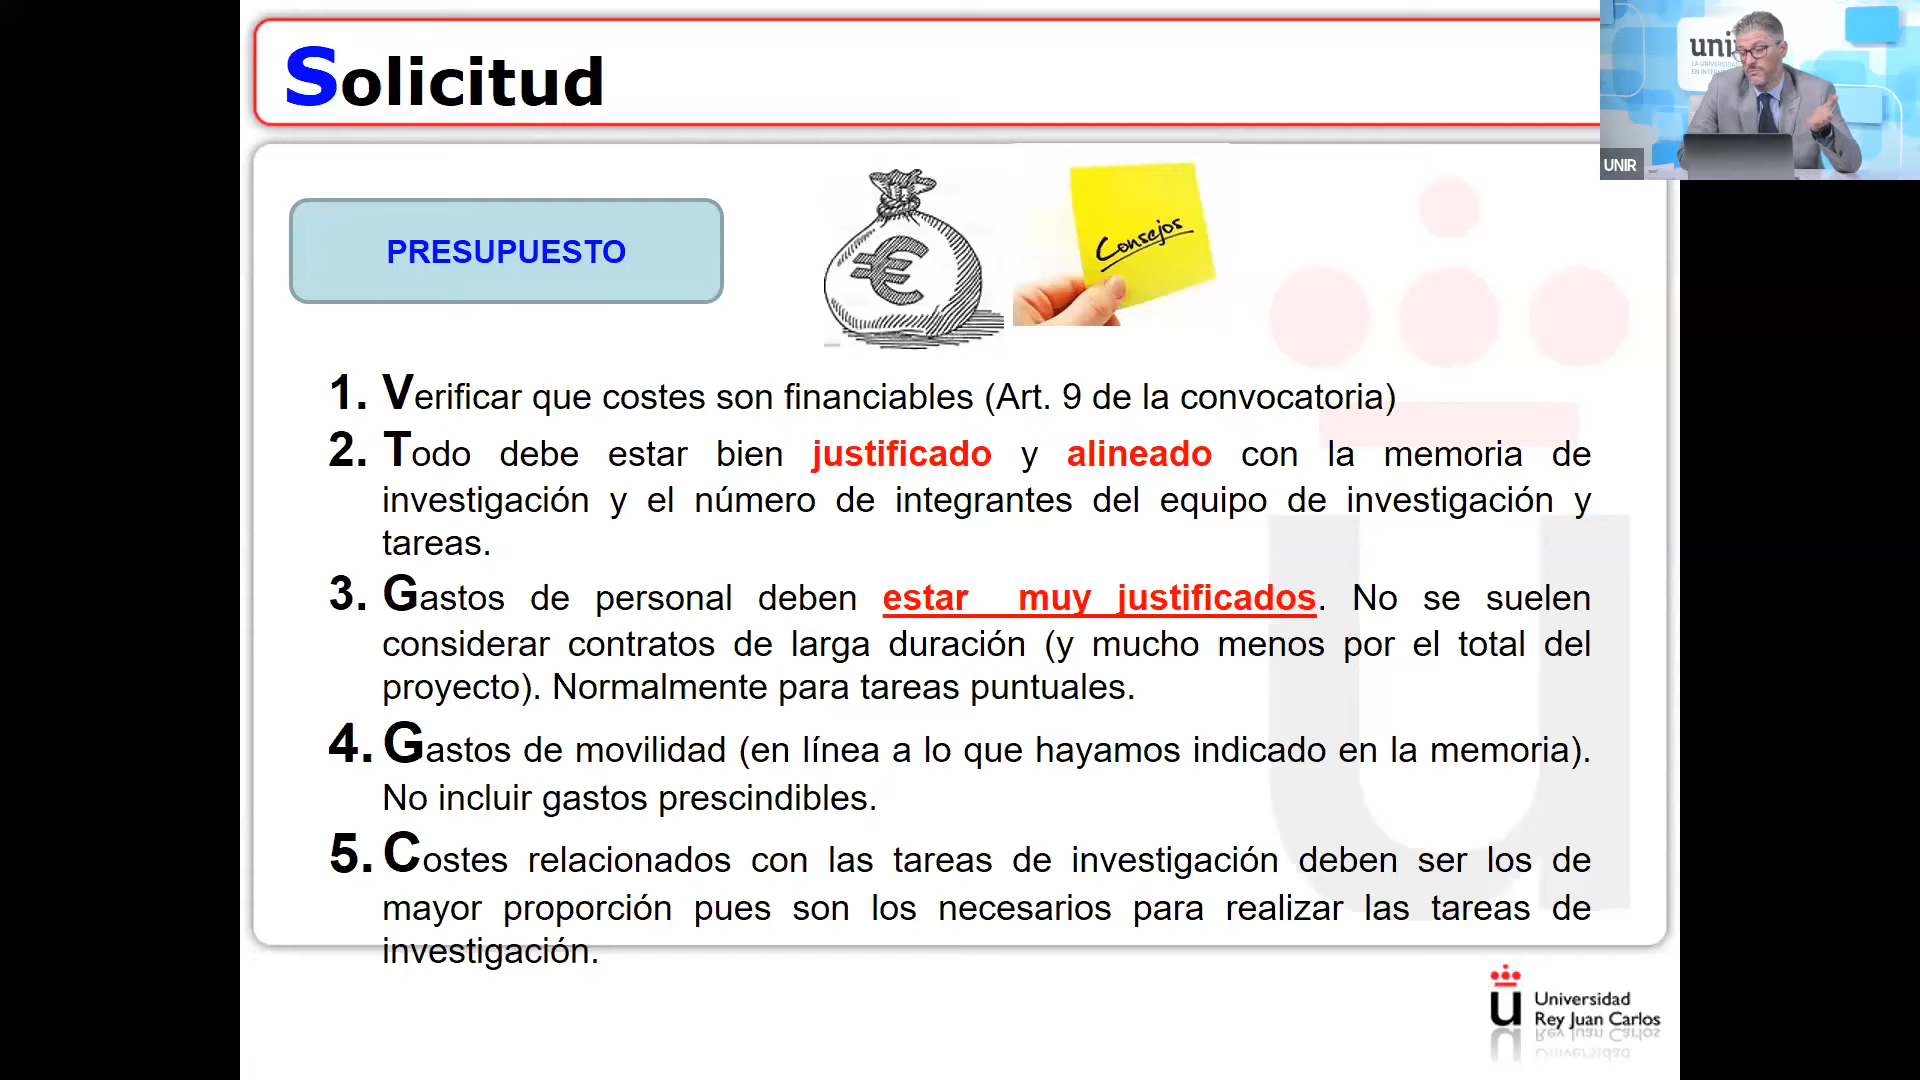 Solicitud
unir
LA UNIVERSIDAD
EN INTERNET
UNIR
PRESUPUESTO
€
Consejos
1. Verificar que costes son financiables (Art. 9 de la convocatoria)
2. Todo debe estar bien justificado y alineado con la memoria de
investigación y el número de integrantes del equipo de investigación y
tareas.
3. Gastos de personal deben estar muy justificados. No se suelen
considerar contratos de larga duración (y mucho menos por el total del
proyecto). Normalmente para tareas puntuales.
4. Gastos de movilidad (en línea a lo que hayamos indicado en la memoria).
No incluir gastos prescindibles.
5. Costes relacionados con las tareas de investigación deben ser los de
mayor proporción pues son los necesarios para realizar las tareas de
investigación.
u
Universidad
Rey Juan Carlos